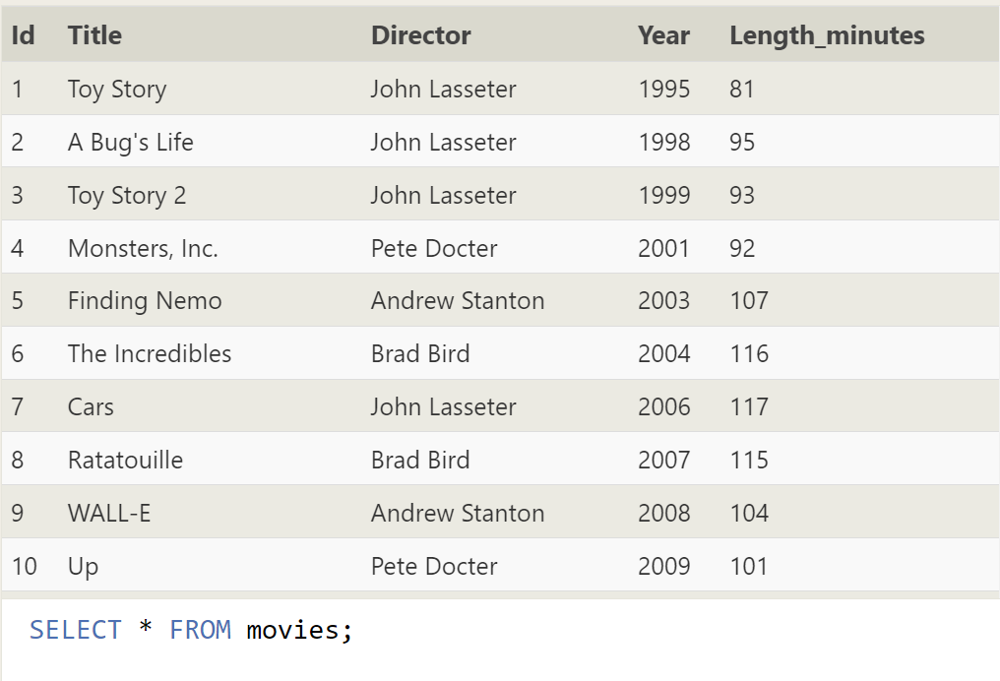 Id Title Director Year Length_minutes
1 Toy Story John Lasseter 1995 81
2 A Bug's Life John Lasseter 1998 95
3 Toy Story 2 John Lasseter 1999 93
4 Monsters, Inc. Pete Docter 2001 92
5 Finding Nemo Andrew Stanton 2003 107
6 The Incredibles Brad Bird 2004 116
7 Cars John Lasseter 2006 117
8 Ratatouille Brad Bird 2007 115
9 WALL-E Andrew Stanton 2008 104
10 Up Pete Docter 2009 101
SELECT * FROM movies;